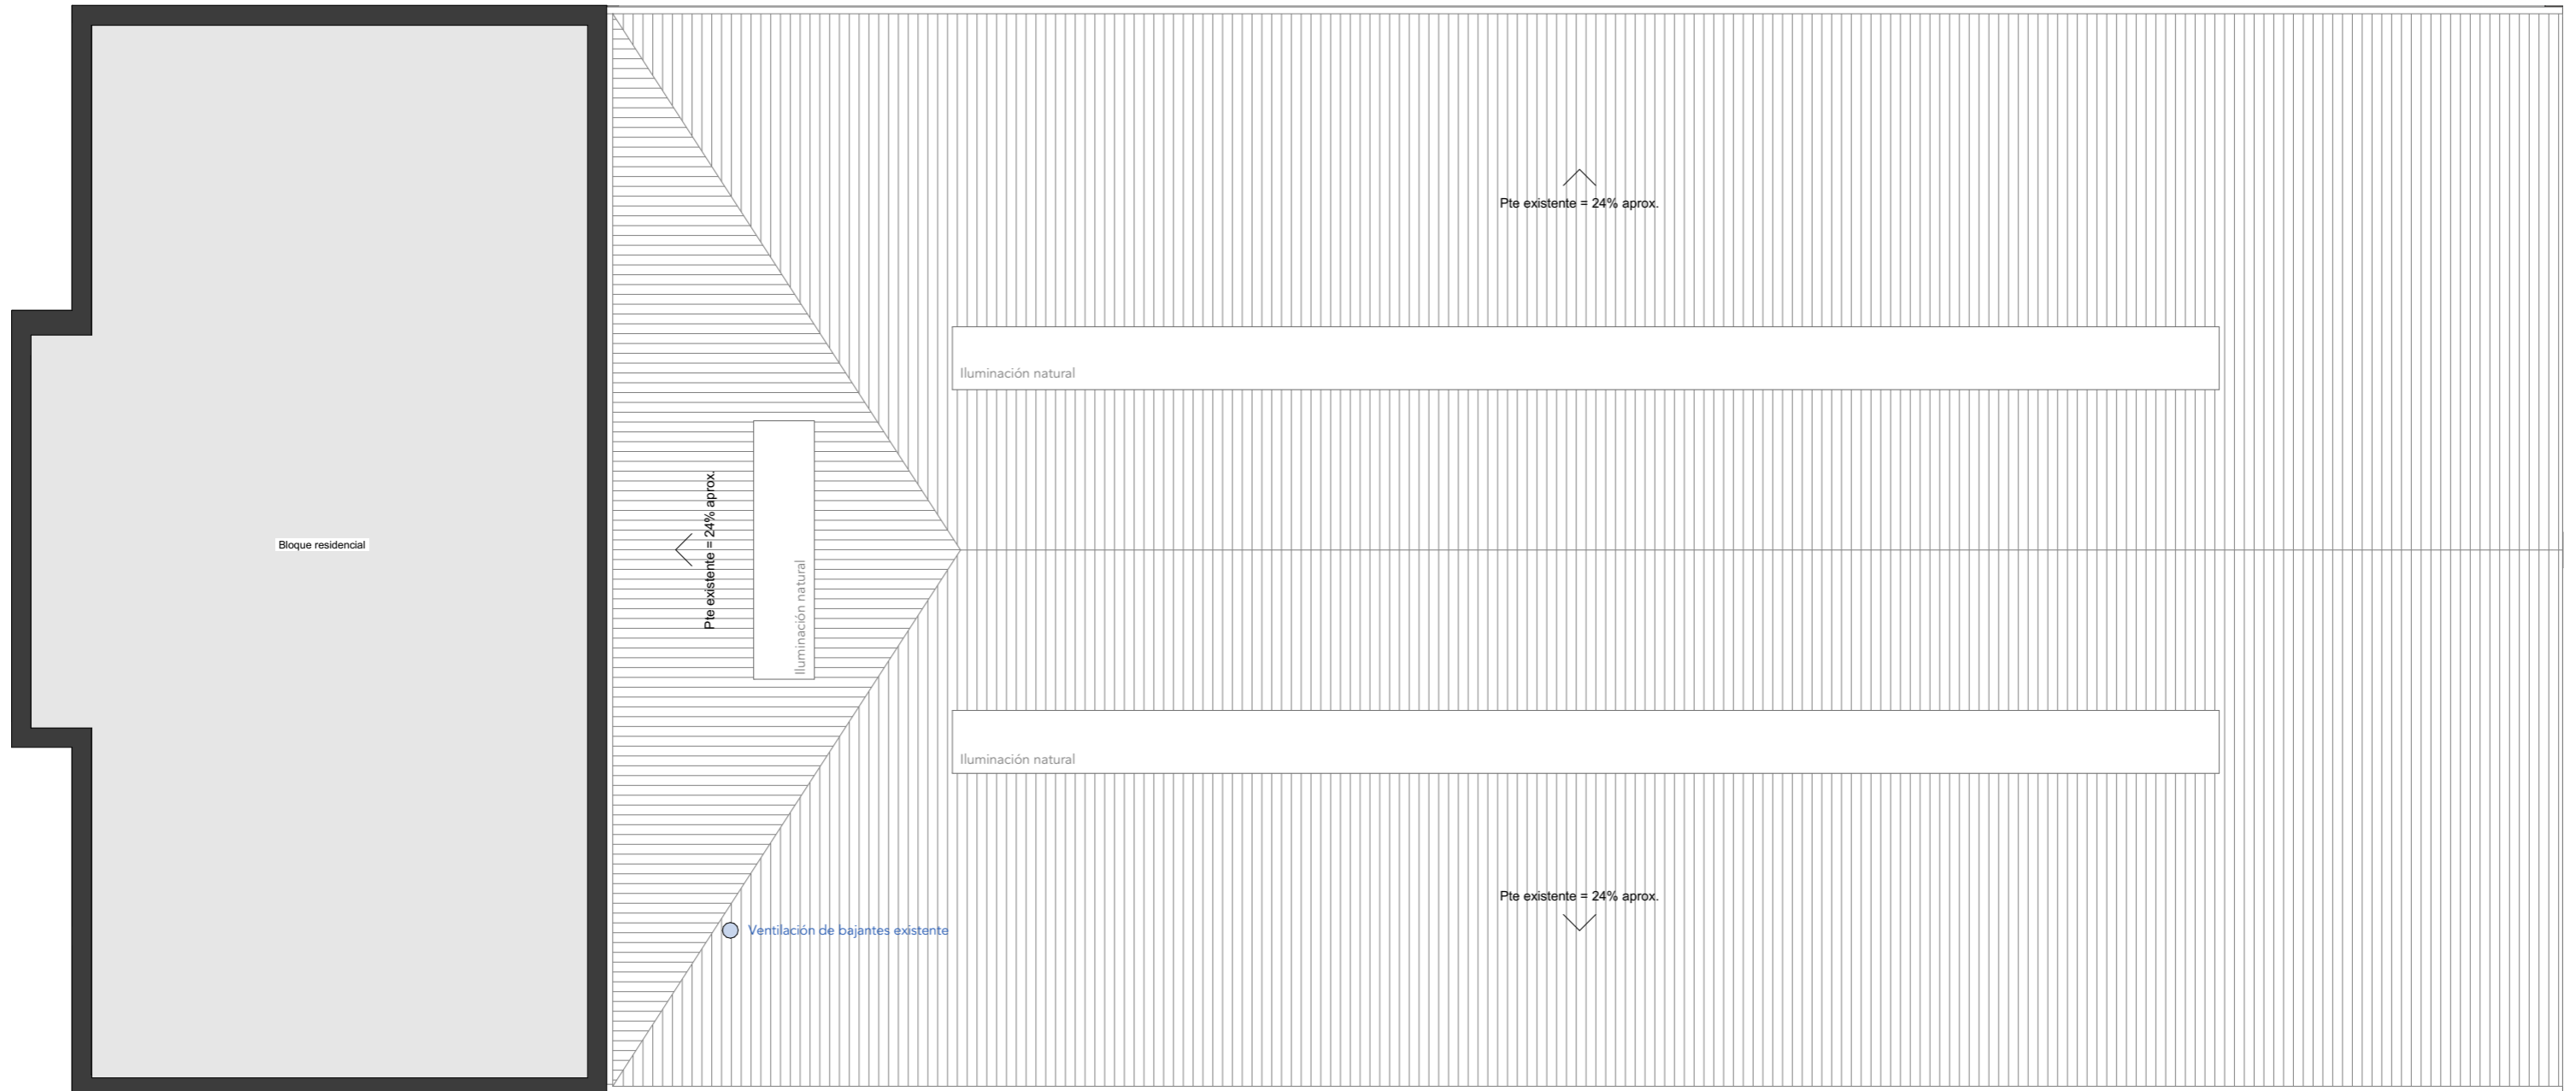 Pte existente = 24% aprox.
Iluminación natural
Pte existente = 24% aprox.
Iluminación natural
Bloque residencial
Iluminación natural
Pte existente = 24% aprox.
Ventilación de bajantes existente